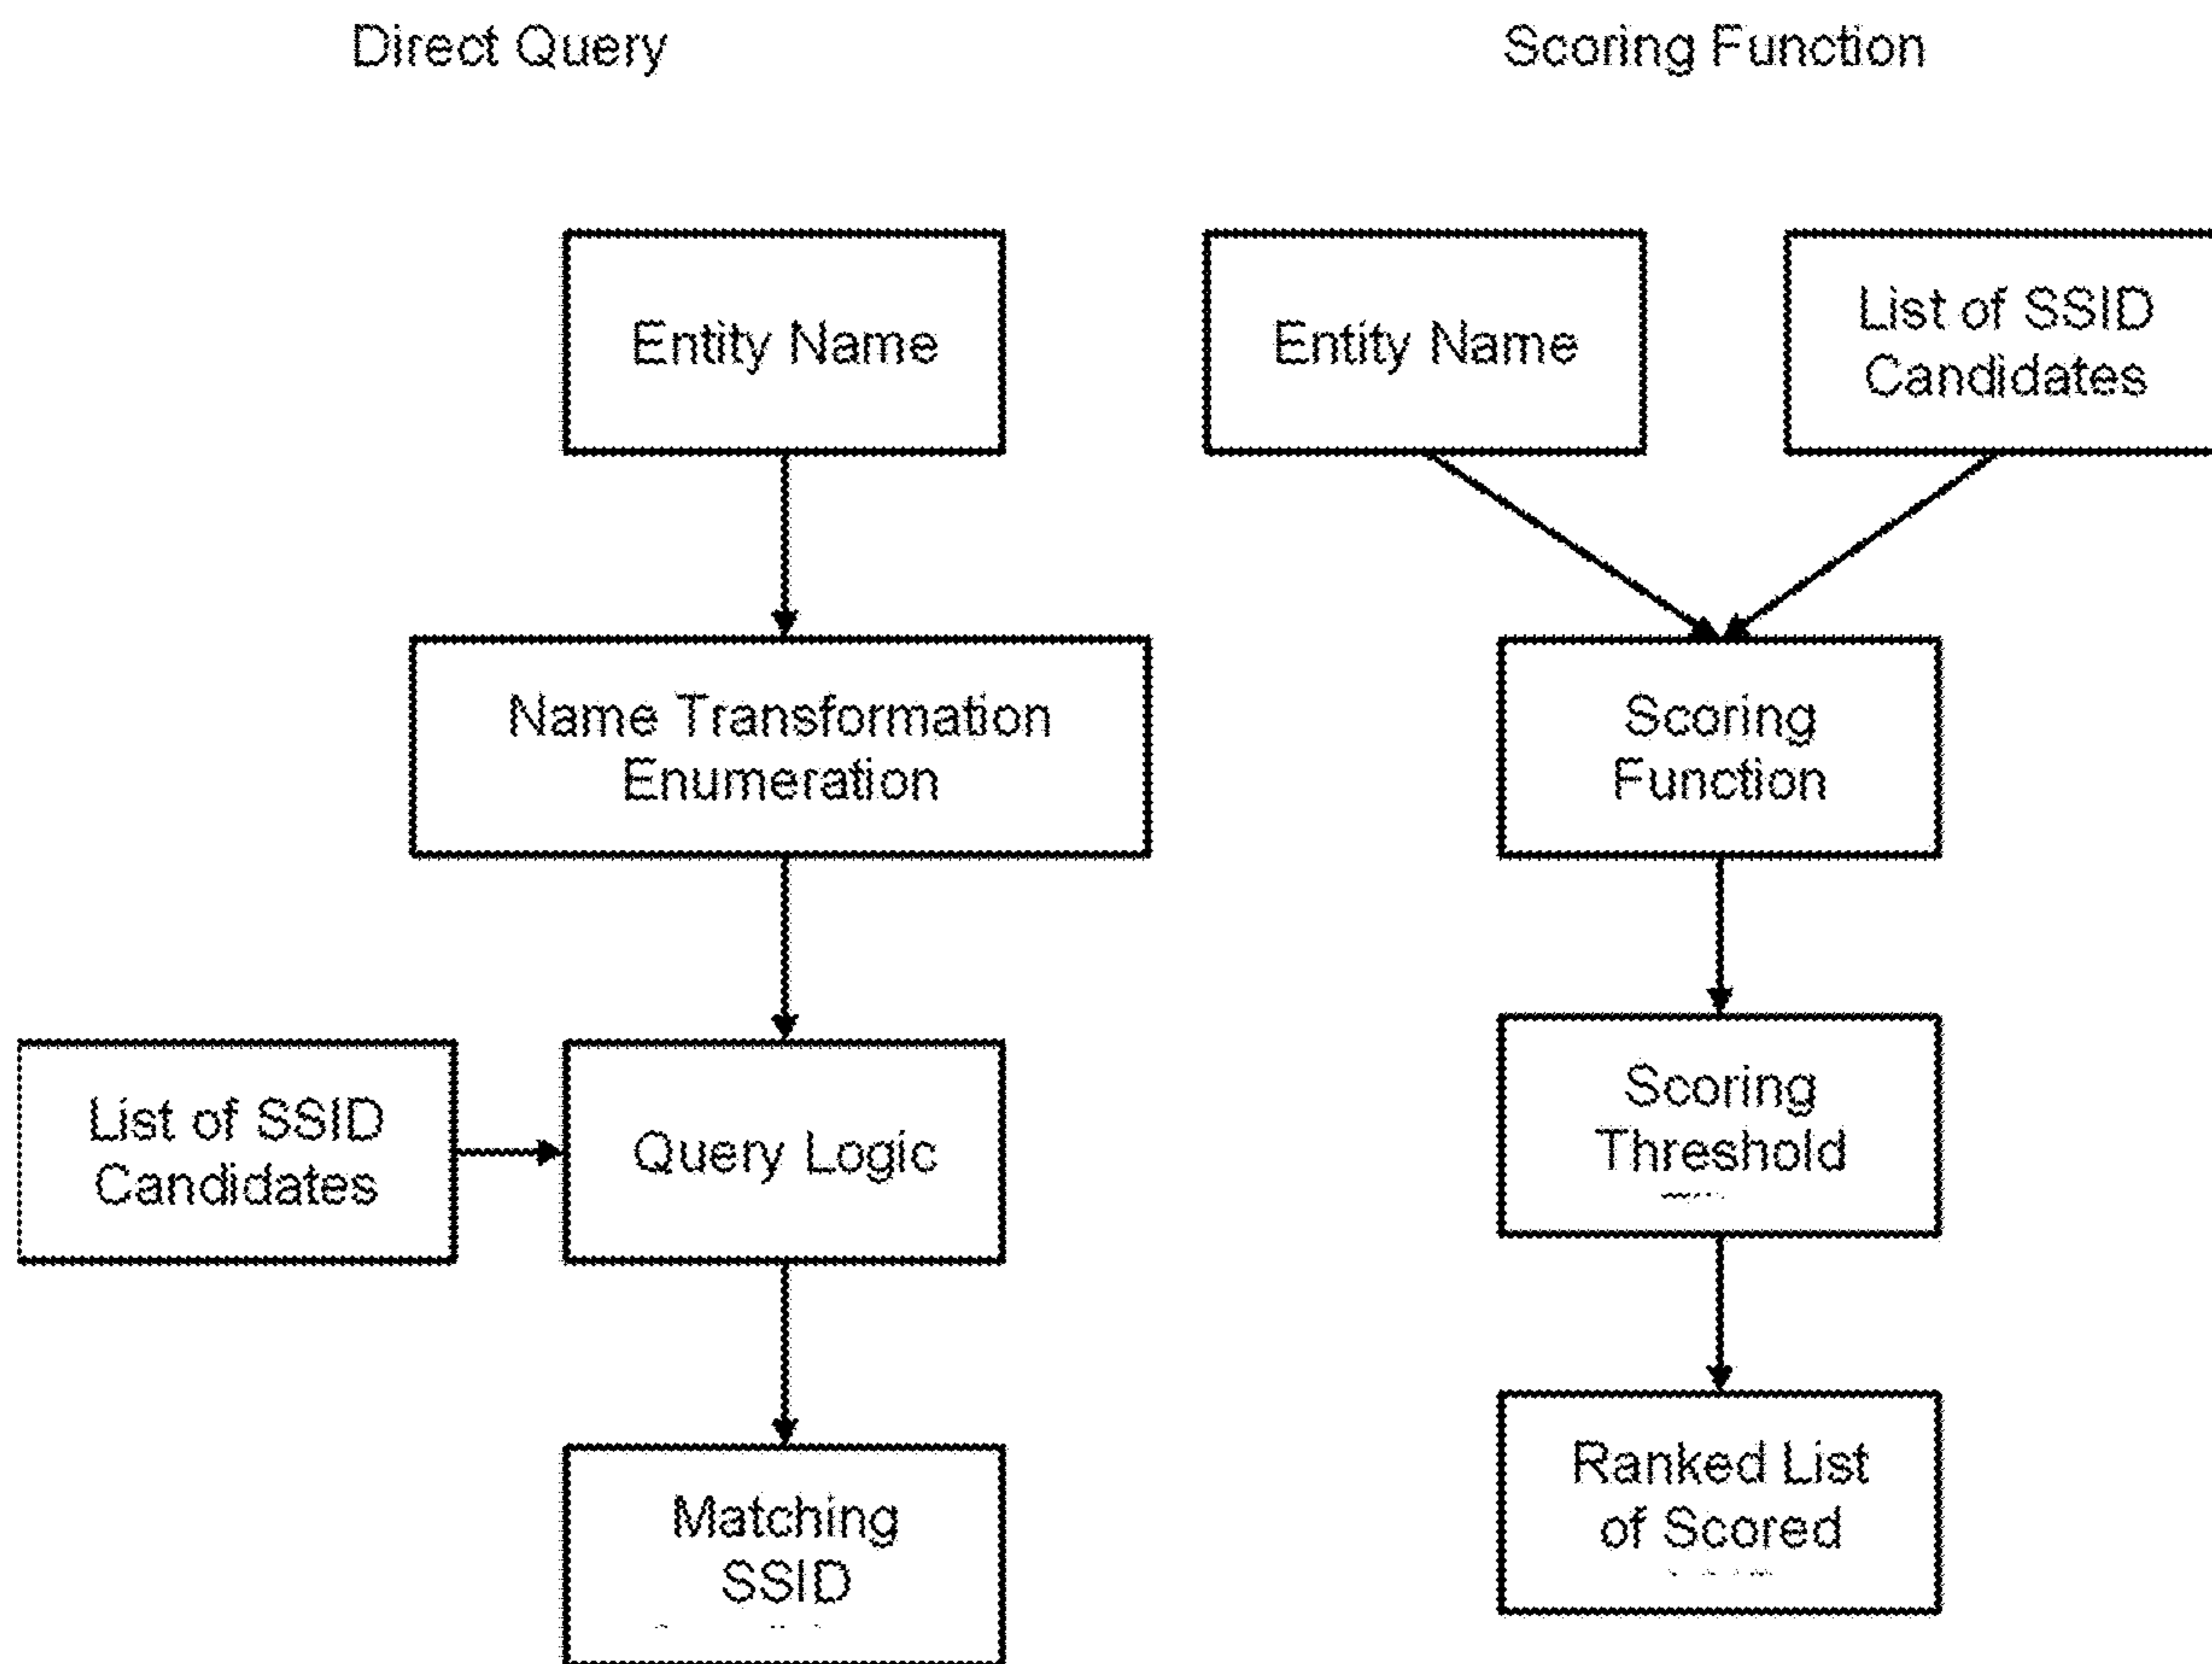 Direct Query
Entity Name
Name Transformation
Enumeration
List of SSID
Candidates
Query Logic
Matching
SSID
Scoring Function
Entity Name
List of SSID
Candidates
Scoring
Function
Scoring
Threshold
Ranked List
of Scored